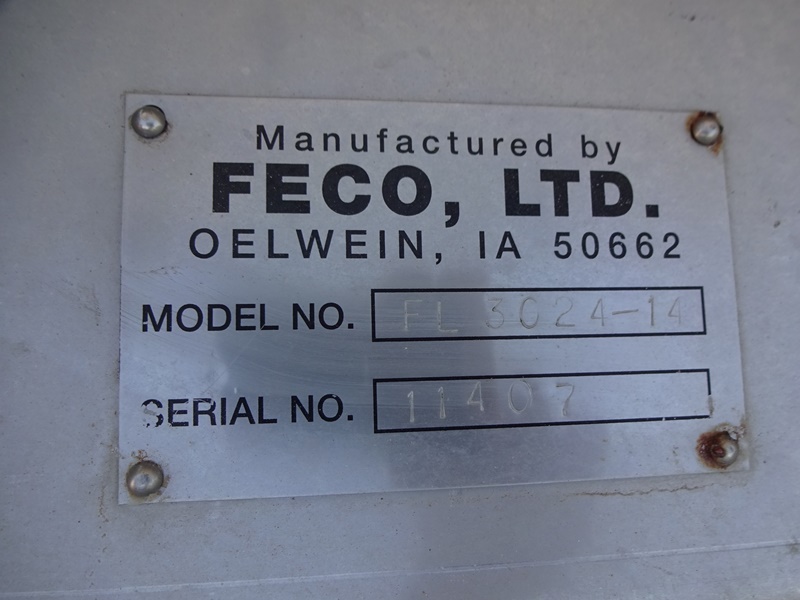 Manufactured by
FECO, LTD.
OELWEIN, IA 50662
MODEL NO. FL 3024-14
SERIAL NO. 11407